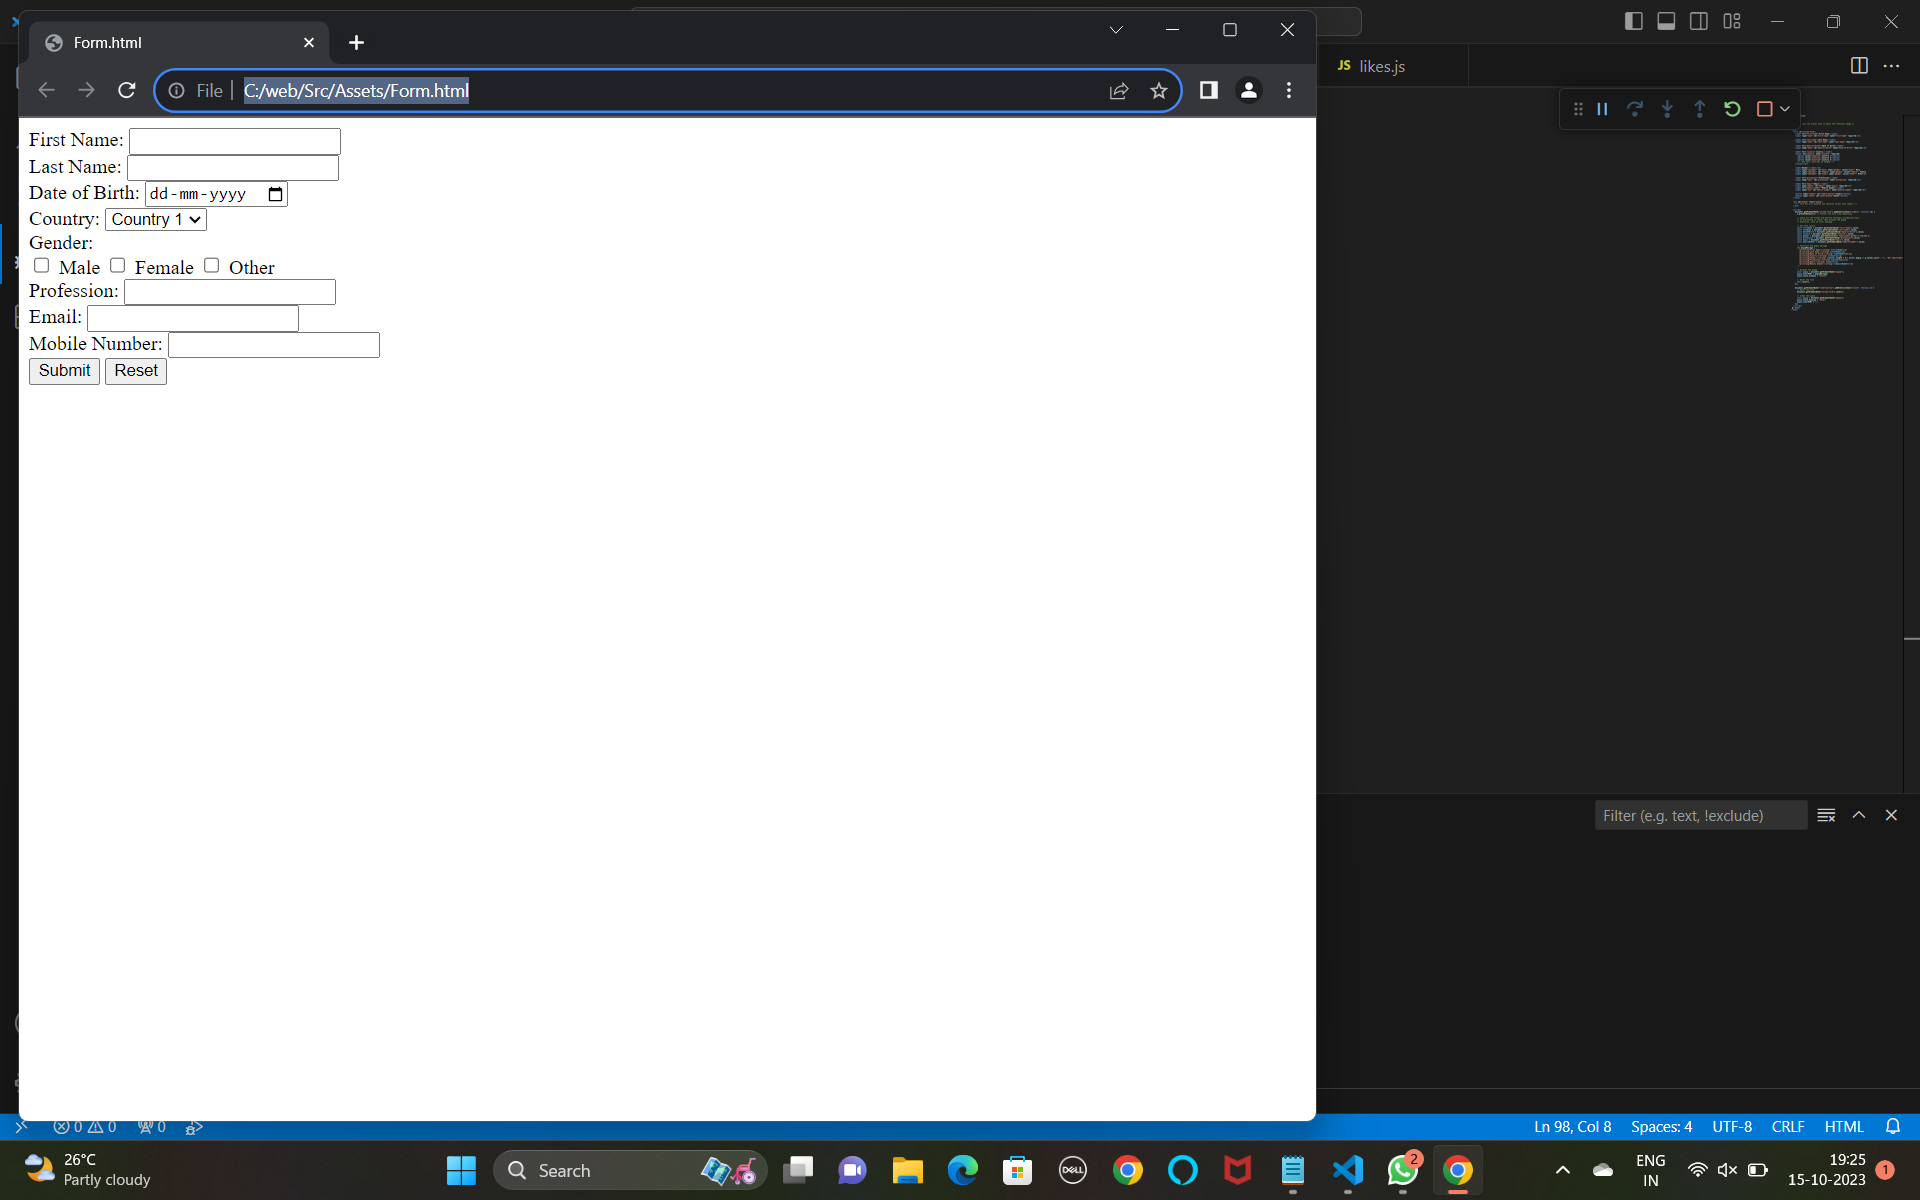 Form.html
File
C:/web/Src/Assets/Form.html
First Name:
Last Name:
Date of Birth: dd-mm-yyyy
Country: Country 1
Gender:
Male Female Other
Profession:
Email:
Mobile Number:
Submit Reset
JS likes.js
Filter (e.g. text, !exclude)
0 0 0
Ln 98, Col 8 Spaces: 4 UTF-8 CRLF HTML
26°C
Partly cloudy
Search
DELL
2
ENG
IN
19:25
15-10-2023
1